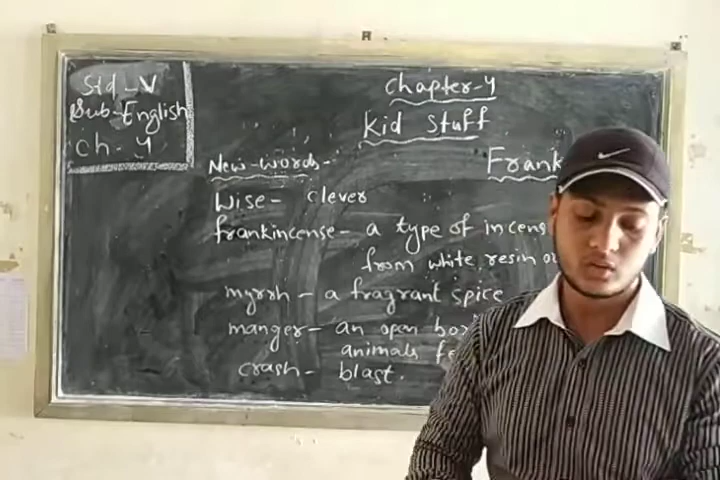 Std-V
Sub-English
Ch-4
Chapter-4
Kid Stuff
New-words-
Frank
Wise- clever
frankincense- a type of incens
from white resin
myrrh- a fragrant spice
manger- an open box
animals fe
crash- blast.